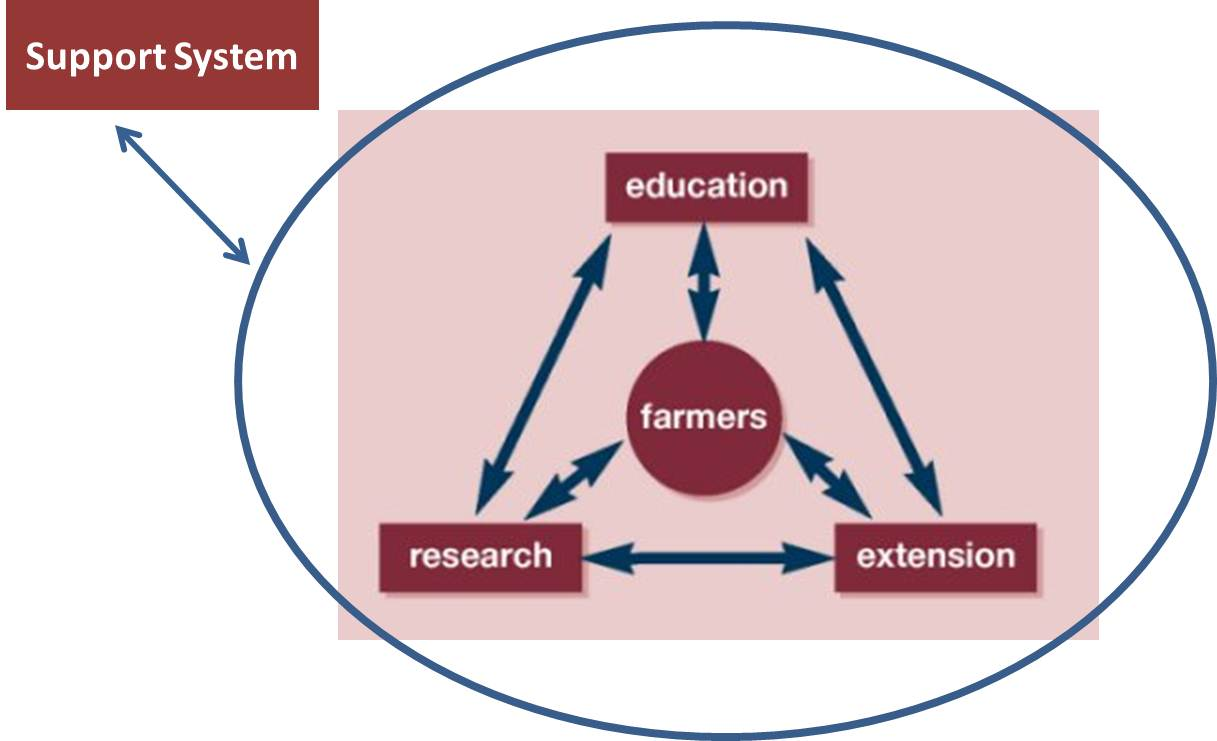 Support System
education
farmers
research
extension